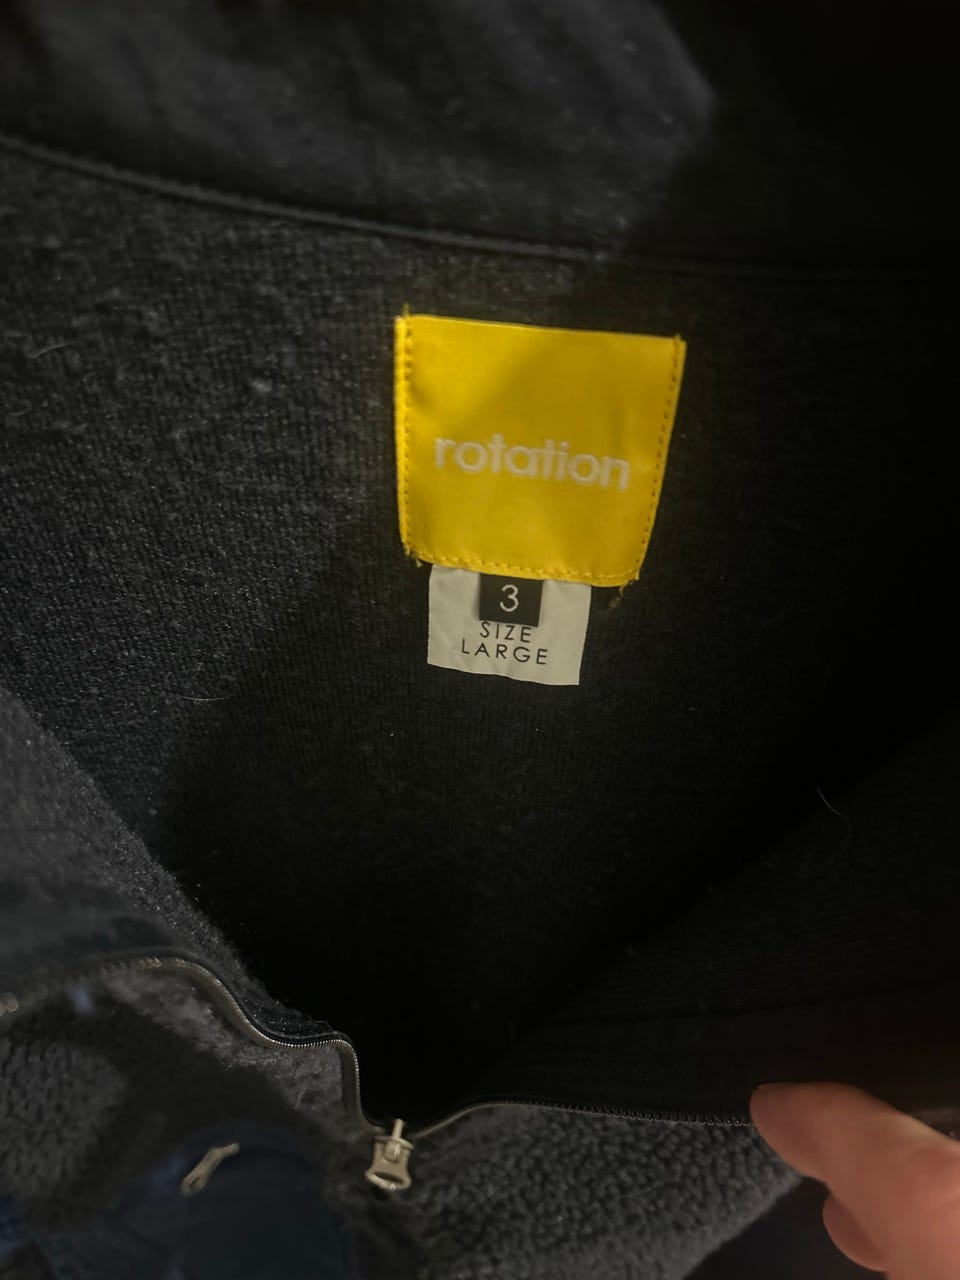 rotation
3
SIZE
LARGE